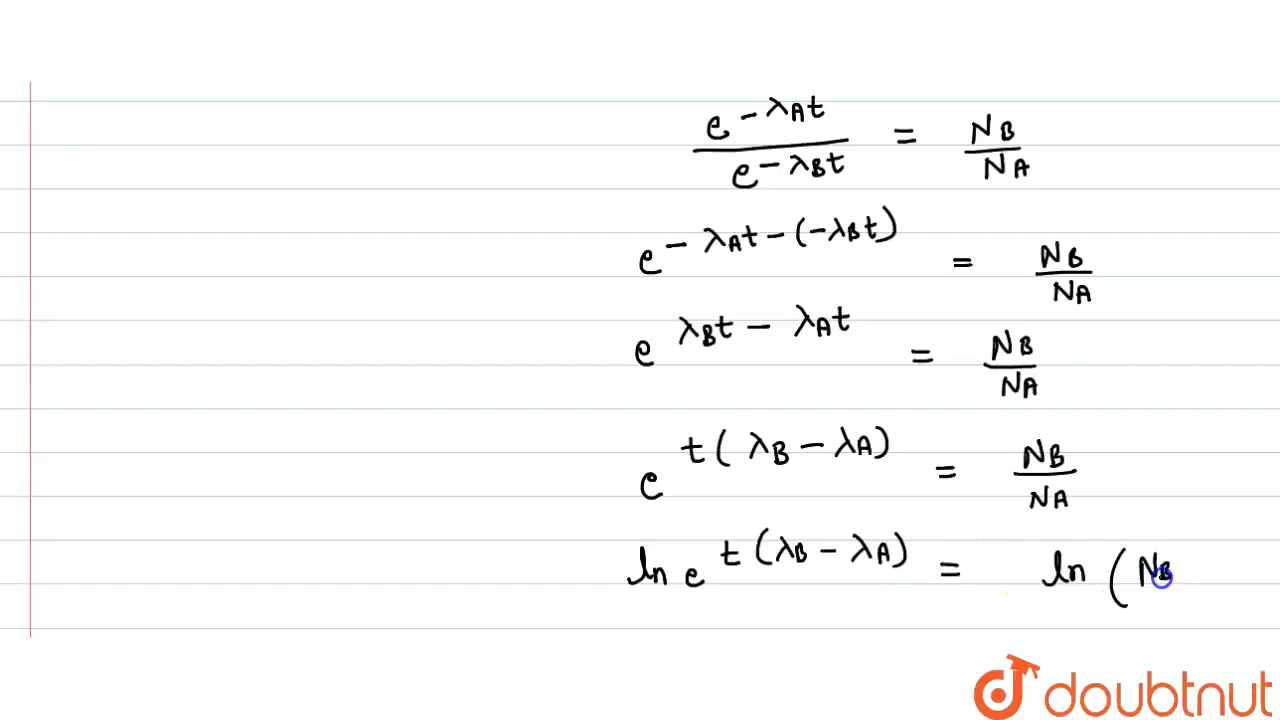 e^{-λ_A t} / e^{-λ_B t} = N_B / N_A
e^{-λ_A t - (-λ_B t)} = N_B / N_A
e^{λ_B t - λ_A t} = N_B / N_A
e^{t(λ_B - λ_A)} = N_B / N_A
ln e^{t(λ_B - λ_A)} = ln (N_B
doubtnut